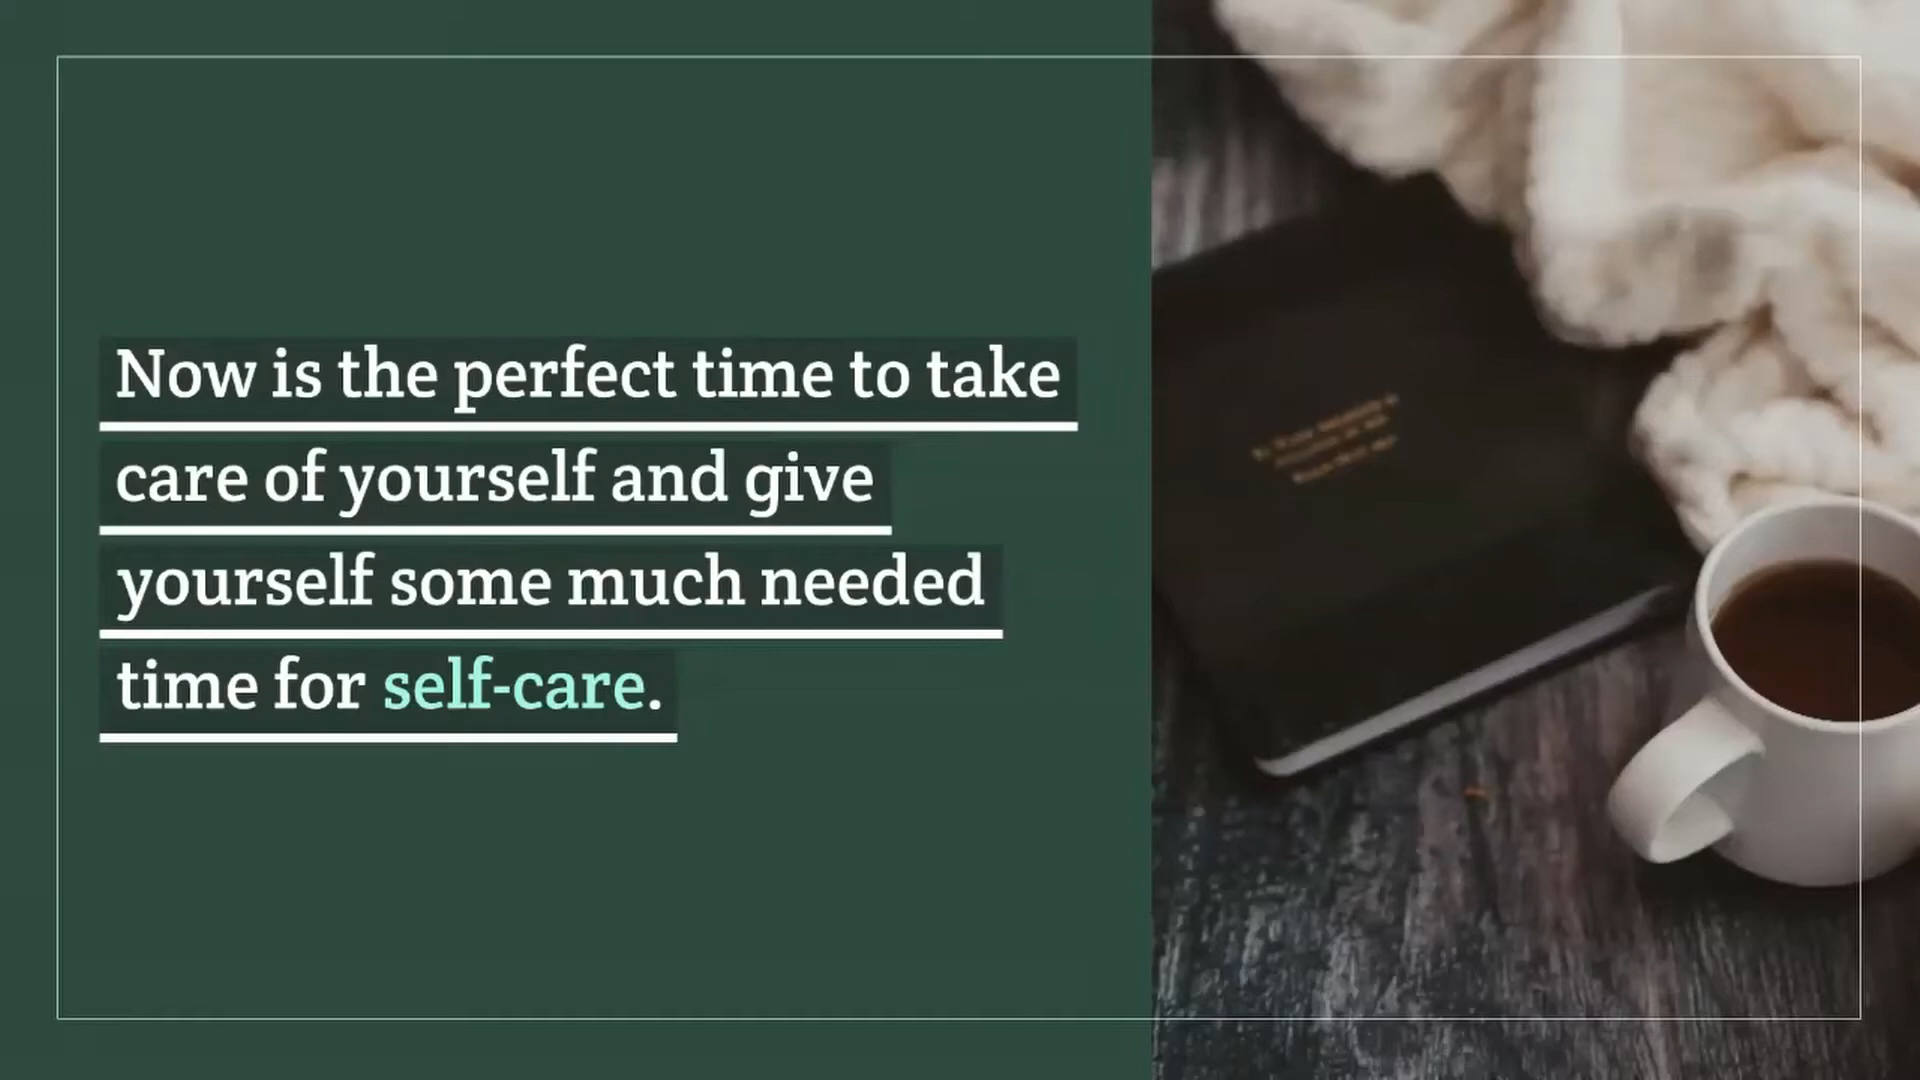 Now is the perfect time to take
care of yourself and give
yourself some much needed
time for self-care.